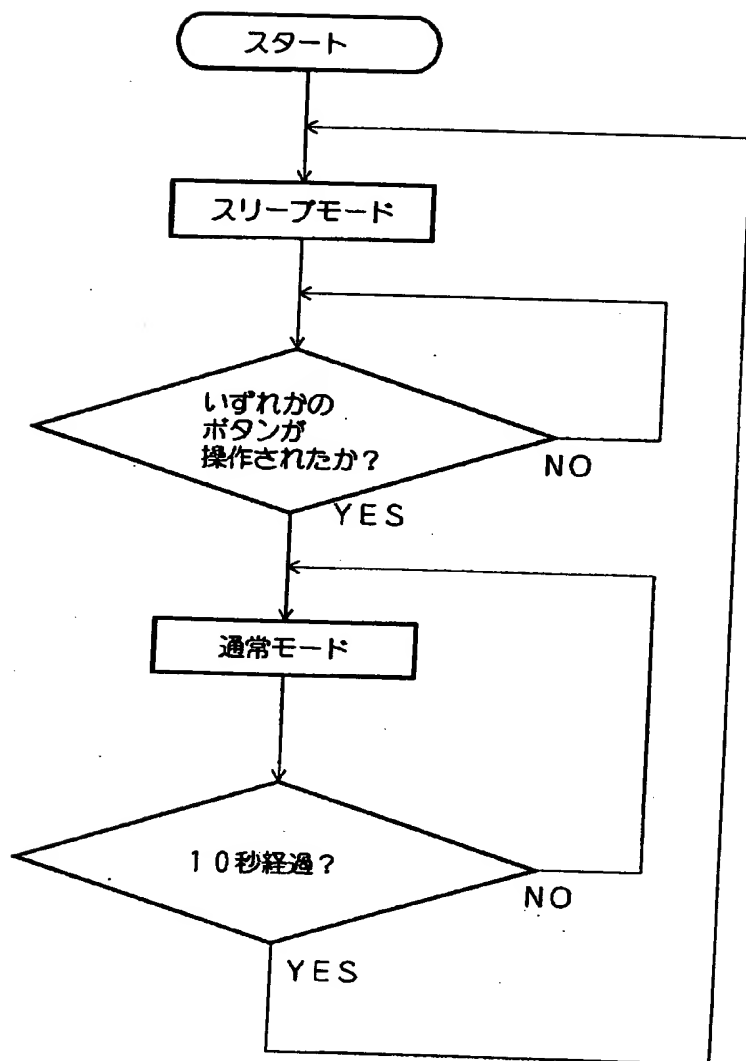 スタート
スリープモード
いずれかの
ボタンが
操作されたか？
NO
YES
通常モード
１０秒経過？
NO
YES